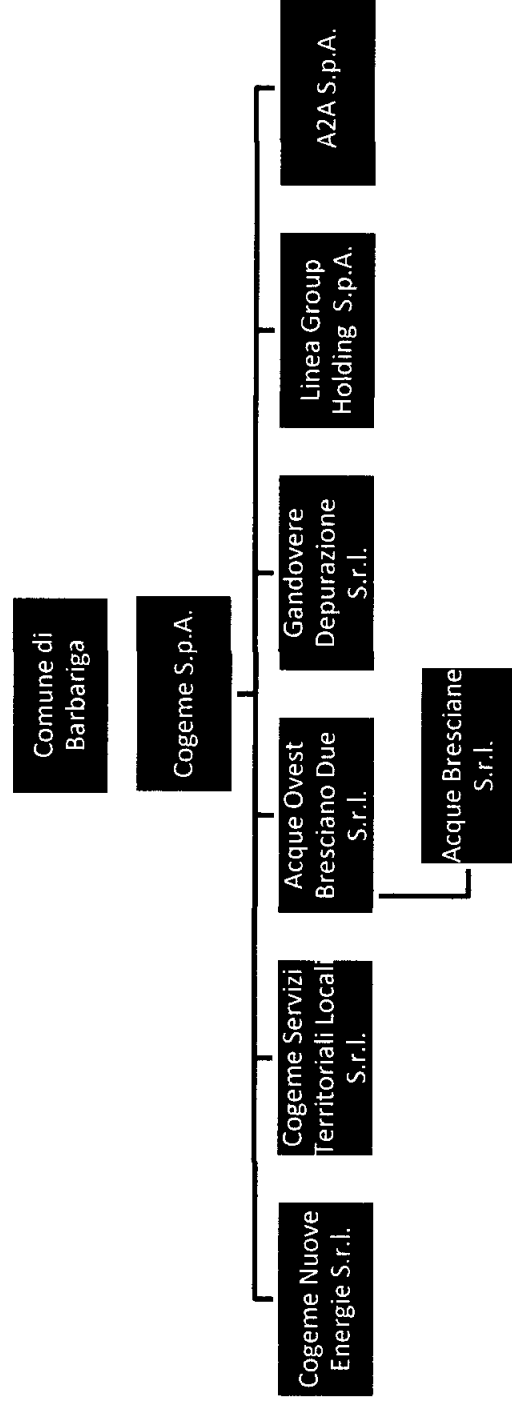 Comune di
Barbariga
Cogeme S.p.A.
Cogeme Nuove
Energie S.r.l.
Cogeme Servizi
Territoriali Locali
S.r.l.
Acque Ovest
Bresciano Due
S.r.l.
Gandovere
Depurazione
S.r.l.
Linea Group
Holding S.p.A.
A2A S.p.A.
Acque Bresciane
S.r.l.